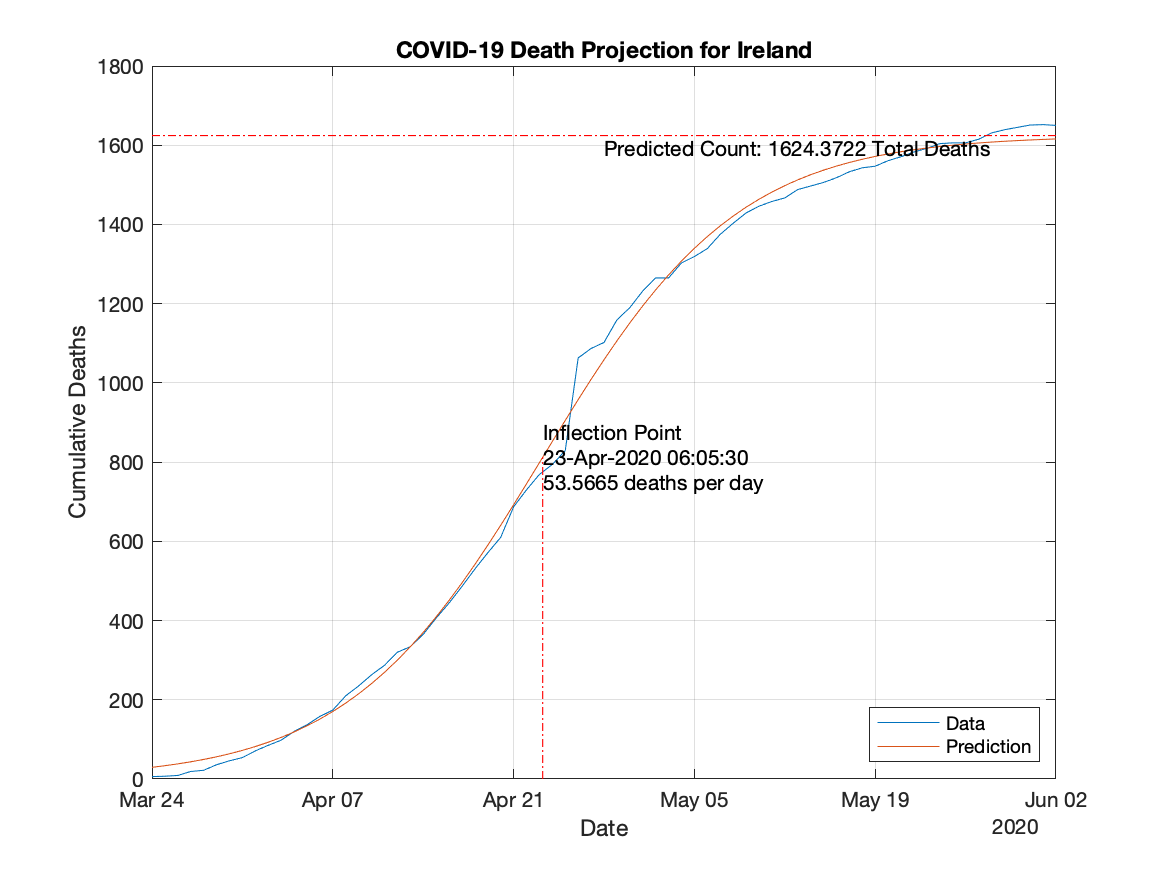 COVID-19 Death Projection for Ireland
1800
1600
1400
1200
1000
800
600
400
200
0
Cumulative Deaths
Predicted Count: 1624.3722 Total Deaths
Inflection Point
23-Apr-2020 06:05:30
53.5665 deaths per day
Data
Prediction
Mar 24
Apr 07
Apr 21
May 05
May 19
Jun 02
Date
2020